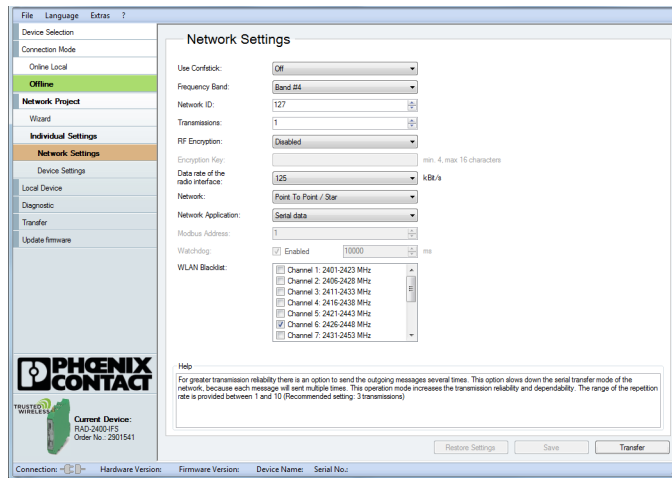 File Language Extras ?
Device Selection
Connection Mode
Online Local
Offline
Network Project
Wizard
Individual Settings
Network Settings
Device Settings
Local Device
Diagnostic
Transfer
Update firmware
PHŒNIX
CONTACT
TRUSTED
WIRELESS
Current Device:
RAD-2400-IFS
Order No.: 2901541
Network Settings
Use Confstick: Off
Frequency Band: Band #4
Network ID: 127
Transmissions: 1
RF Encryption: Disabled
Encryption Key: min. 4, max 16 characters
Data rate of the
radio interface: 125 kBit/s
Network: Point To Point / Star
Network Application: Serial data
Modbus Address: 1
Watchdog: Enabled 10000 ms
WLAN Blacklist:
Channel 1: 2401-2423 MHz
Channel 2: 2406-2428 MHz
Channel 3: 2411-2433 MHz
Channel 4: 2416-2438 MHz
Channel 5: 2421-2443 MHz
Channel 6: 2426-2448 MHz
Channel 7: 2431-2453 MHz
Help
For greater transmission reliability there is an option to send the outgoing messages several times. This option slows down the serial transfer mode of the
network, because each message will sent multiple times. This operation mode increases the transmission reliability and dependability. The range of the repetition
rate is provided between 1 and 10 (Recommended setting: 3 transmissions)
Restore Settings Save Transfer
Connection: Hardware Version: Firmware Version: Device Name: Serial No.: